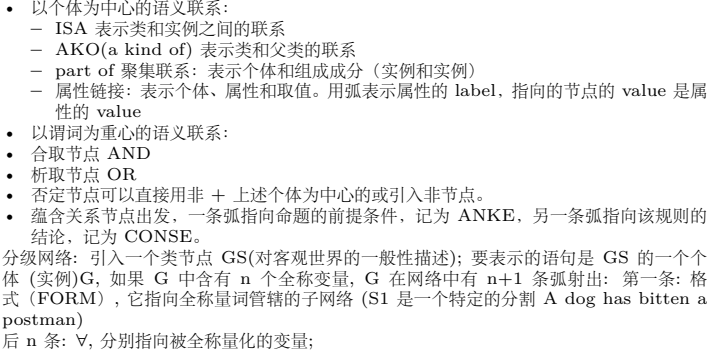 • 以个体为中心的语义联系：
– ISA 表示类和实例之间的联系
– AKO(a kind of) 表示类和父类的联系
– part of 聚集联系：表示个体和组成成分（实例和实例）
– 属性链接：表示个体、属性和取值。用弧表示属性的 label，指向的节点的 value 是属
性的 value
• 以谓词为重心的语义联系：
• 合取节点 AND
• 析取节点 OR
• 否定节点可以直接用非 + 上述个体为中心的或引入非节点。
• 蕴含关系节点出发，一条弧指向命题的前提条件，记为 ANKE，另一条弧指向该规则的
结论，记为 CONSE。
分级网络：引入一个类节点 GS(对客观世界的一般性描述); 要表示的语句是 GS 的一个个
体 (实例)G, 如果 G 中含有 n 个全称变量, G 在网络中有 n+1 条弧射出：第一条: 格
式（FORM）, 它指向全称量词管辖的子网络 (S1 是一个特定的分割 A dog has bitten a
postman)
后 n 条: ∀, 分别指向被全称量化的变量;